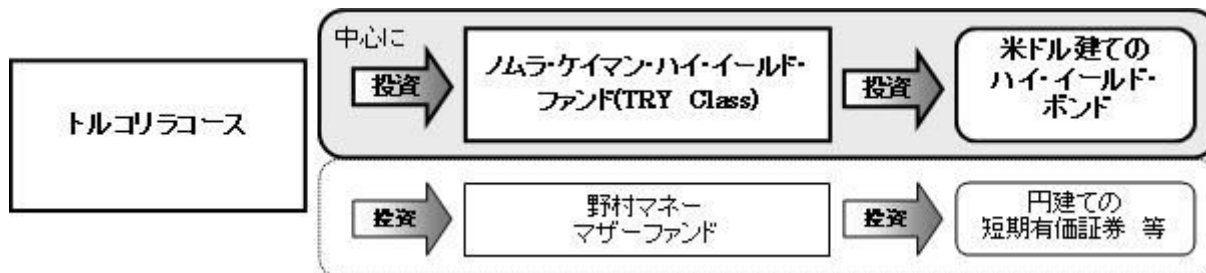 トルコリラコース
中心に
投資
ノムラ・ケイマン・ハイ・イールド・
ファンド(TRY Class)
投資
米ドル建ての
ハイ・イールド・
ボンド
投資
野村マネー
マザーファンド
投資
円建ての
短期有価証券 等